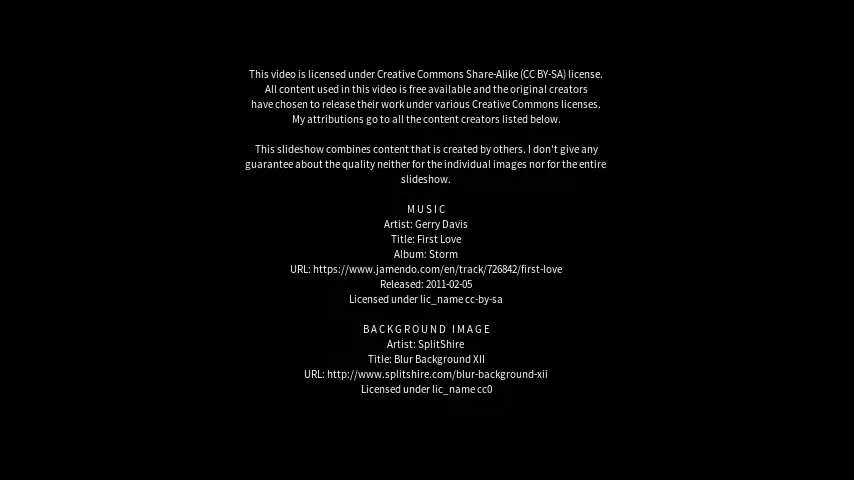 This video is licensed under Creative Commons Share-Alike (CC BY-SA) license.
All content used in this video is free available and the original creators
have chosen to release their work under various Creative Commons licenses.
My attributions go to all the content creators listed below.
This slideshow combines content that is created by others. I don't give any
guarantee about the quality neither for the individual images nor for the entire
slideshow.
MUSIC
Artist: Gerry Davis
Title: First Love
Album: Storm
URL: https://www.jamendo.com/en/track/726842/first-love
Released: 2011-02-05
Licensed under lic_name cc-by-sa
BACKGROUND IMAGE
Artist: SplitShire
Title: Blur Background XII
URL: http://www.splitshire.com/blur-background-xii
Licensed under lic_name cc0